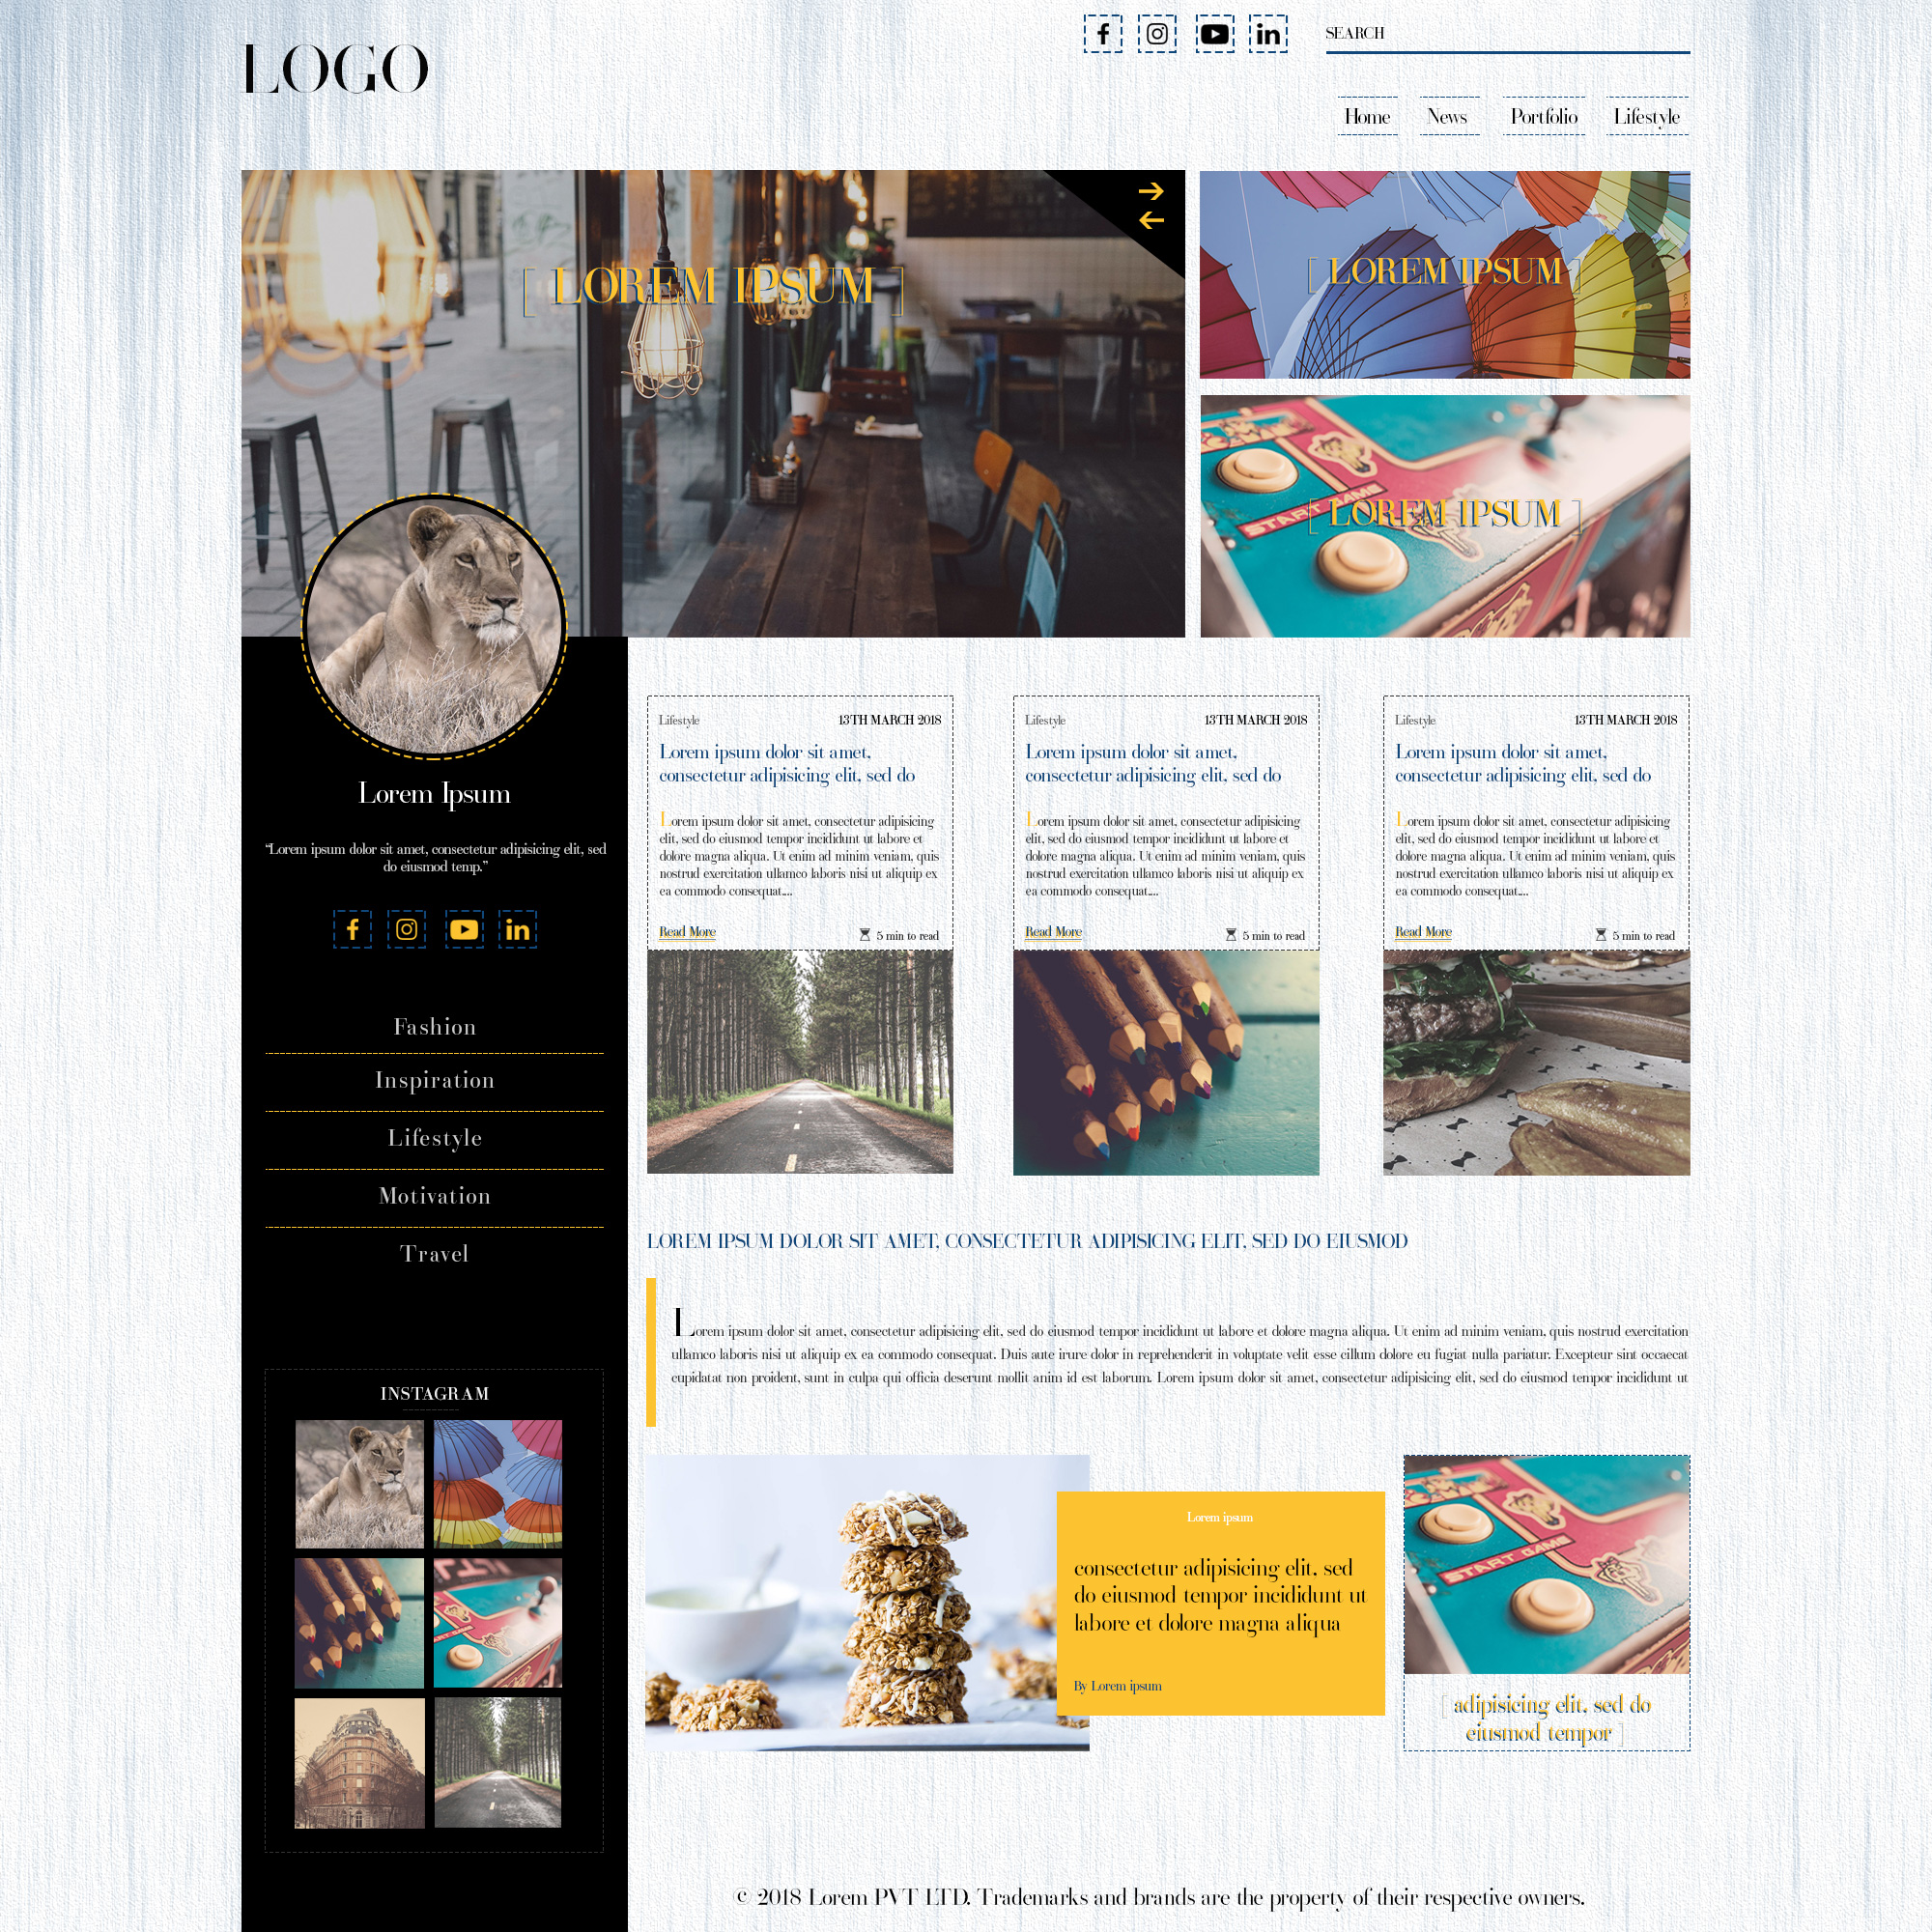 LOGO
SEARCH
Home News Portfolio Lifestyle
[ LOREM IPSUM ]
[ LOREM IPSUM ]
START GAME
[ LOREM IPSUM ]
Lorem Ipsum
“Lorem ipsum dolor sit amet, consectetur adipisicing elit, sed
do eiusmod temp.”
Fashion
Inspiration
Lifestyle
Motivation
Travel
INSTAGRAM
Lifestyle 13TH MARCH 2018
Lorem ipsum dolor sit amet,
consectetur adipisicing elit, sed do
Lorem ipsum dolor sit amet, consectetur adipisicing
elit, sed do eiusmod tempor incididunt ut labore et
dolore magna aliqua. Ut enim ad minim veniam, quis
nostrud exercitation ullamco laboris nisi ut aliquip ex
ea commodo consequat....
Read More 5 min to read
Lifestyle 13TH MARCH 2018
Lorem ipsum dolor sit amet,
consectetur adipisicing elit, sed do
Lorem ipsum dolor sit amet, consectetur adipisicing
elit, sed do eiusmod tempor incididunt ut labore et
dolore magna aliqua. Ut enim ad minim veniam, quis
nostrud exercitation ullamco laboris nisi ut aliquip ex
ea commodo consequat....
Read More 5 min to read
Lifestyle 13TH MARCH 2018
Lorem ipsum dolor sit amet,
consectetur adipisicing elit, sed do
Lorem ipsum dolor sit amet, consectetur adipisicing
elit, sed do eiusmod tempor incididunt ut labore et
dolore magna aliqua. Ut enim ad minim veniam, quis
nostrud exercitation ullamco laboris nisi ut aliquip ex
ea commodo consequat....
Read More 5 min to read
LOREM IPSUM DOLOR SIT AMET, CONSECTETUR ADIPISICING ELIT, SED DO EIUSMOD
Lorem ipsum dolor sit amet, consectetur adipisicing elit, sed do eiusmod tempor incididunt ut labore et dolore magna aliqua. Ut enim ad minim veniam, quis nostrud exercitation
ullamco laboris nisi ut aliquip ex ea commodo consequat. Duis aute irure dolor in reprehenderit in voluptate velit esse cillum dolore eu fugiat nulla pariatur. Excepteur sint occaecat
cupidatat non proident, sunt in culpa qui officia deserunt mollit anim id est laborum. Lorem ipsum dolor sit amet, consectetur adipisicing elit, sed do eiusmod tempor incididunt ut
Lorem ipsum
consectetur adipisicing elit, sed
do eiusmod tempor incididunt ut
labore et dolore magna aliqua
By Lorem ipsum
START GAME
[ adipisicing elit, sed do
eiusmod tempor ]
© 2018 Lorem PVT LTD. Trademarks and brands are the property of their respective owners.